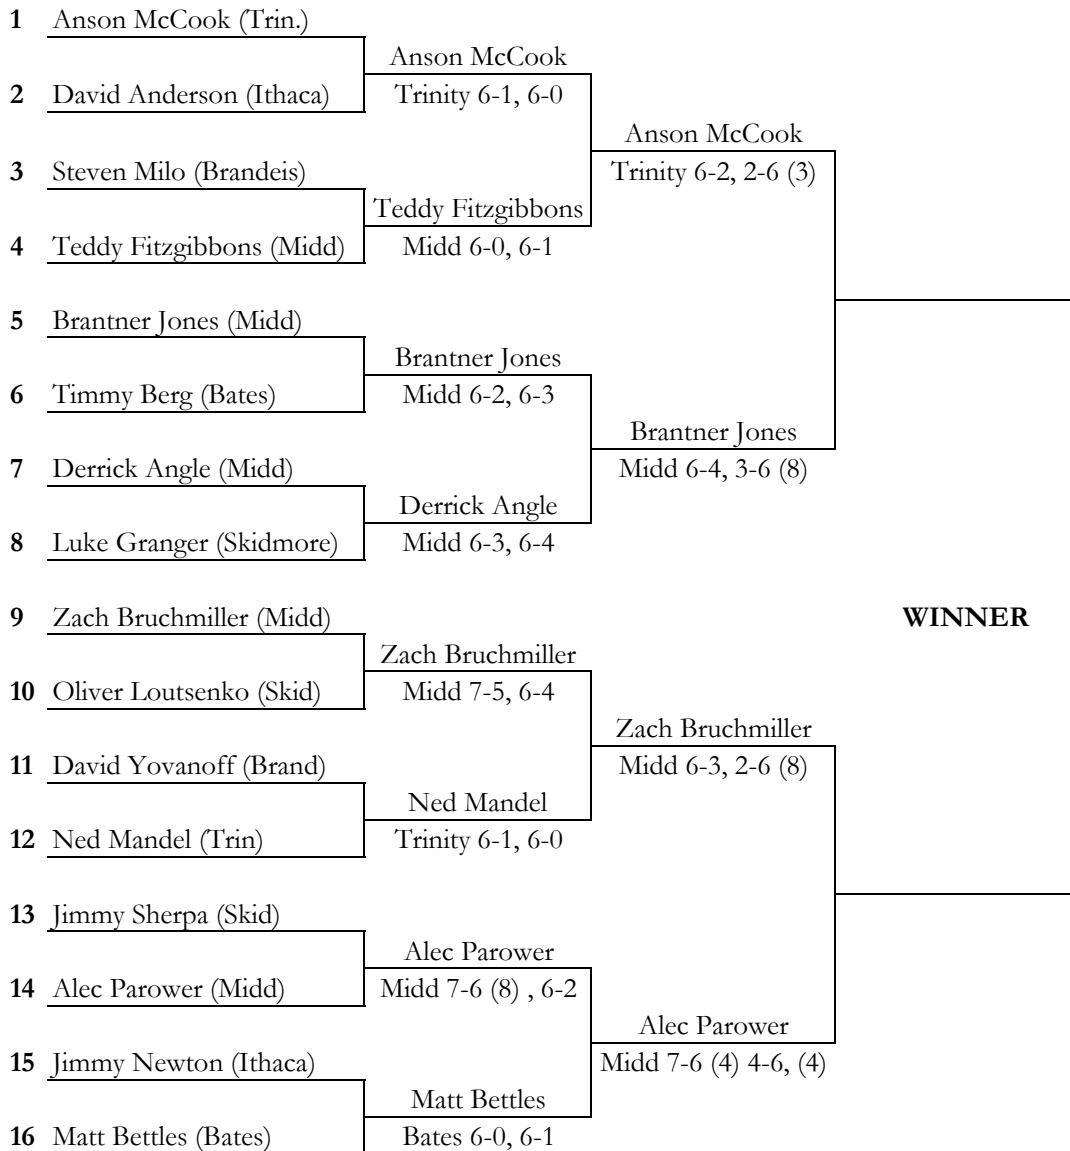 1 Anson McCook (Trin.)
Anson McCook
2 David Anderson (Ithaca)
Trinity 6-1, 6-0
Anson McCook
3 Steven Milo (Brandeis)
Trinity 6-2, 2-6 (3)
Teddy Fitzgibbons
4 Teddy Fitzgibbons (Midd)
Midd 6-0, 6-1
5 Brantner Jones (Midd)
Brantner Jones
6 Timmy Berg (Bates)
Midd 6-2, 6-3
Brantner Jones
7 Derrick Angle (Midd)
Midd 6-4, 3-6 (8)
Derrick Angle
8 Luke Granger (Skidmore)
Midd 6-3, 6-4
9 Zach Bruchmiller (Midd)
WINNER
Zach Bruchmiller
10 Oliver Loutsenko (Skid)
Midd 7-5, 6-4
Zach Bruchmiller
11 David Yovanoff (Brand)
Midd 6-3, 2-6 (8)
Ned Mandel
12 Ned Mandel (Trin)
Trinity 6-1, 6-0
13 Jimmy Sherpa (Skid)
Alec Parower
14 Alec Parower (Midd)
Midd 7-6 (8) , 6-2
Alec Parower
15 Jimmy Newton (Ithaca)
Midd 7-6 (4) 4-6, (4)
Matt Bettles
16 Matt Bettles (Bates)
Bates 6-0, 6-1